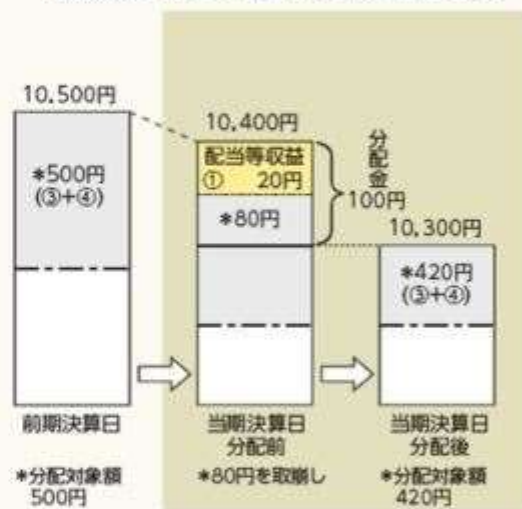 10,500円
*500円
(③+④)
前期決算日
*分配対象額
500円
10,400円
配当等収益
① 20円
*80円
分配金
100円
当期決算日
分配前
*80円を取崩し
10,300円
*420円
(③+④)
当期決算日
分配後
*分配対象額
420円